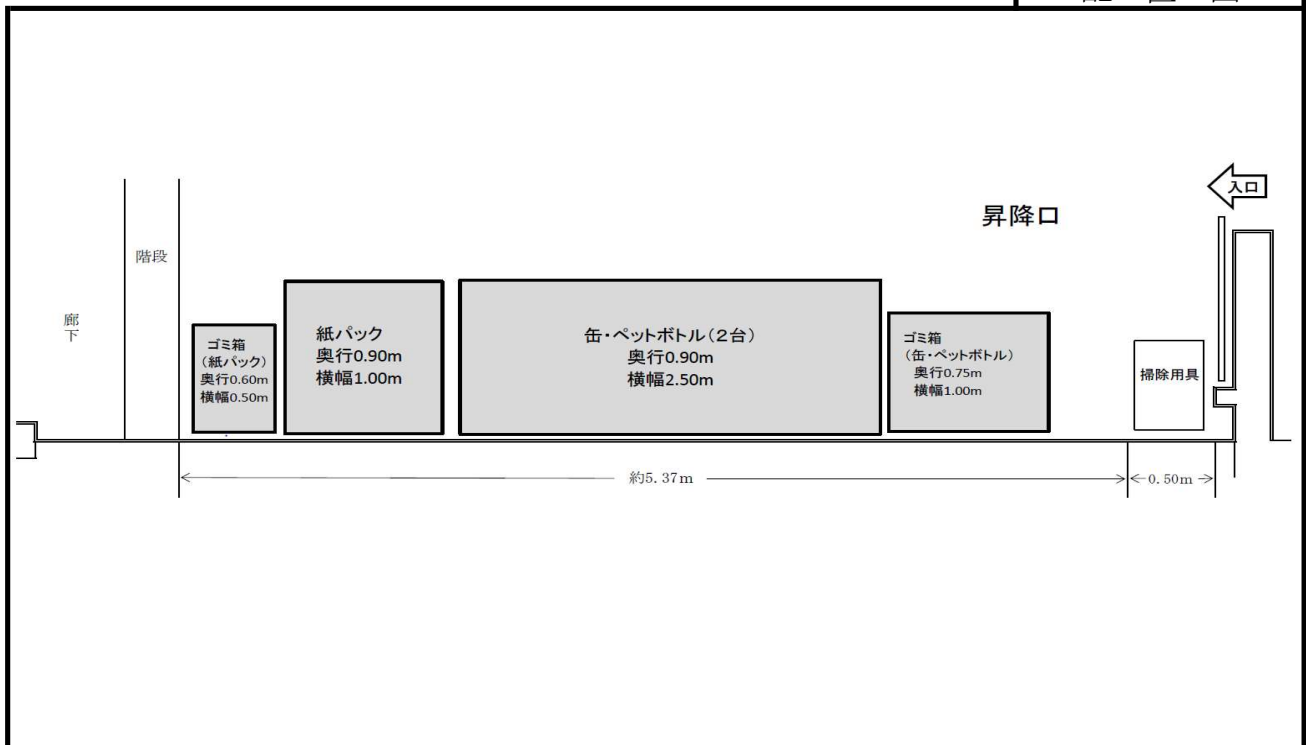 入口
昇降口
階段
廊下
ゴミ箱
（紙パック）
奥行0.60m
横幅0.50m
紙パック
奥行0.90m
横幅1.00m
缶・ペットボトル（2台）
奥行0.90m
横幅2.50m
ゴミ箱
（缶・ペットボトル）
奥行0.75m
横幅1.00m
掃除用具
約5.37m
0.50m